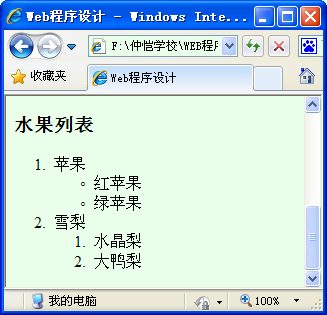 Web程序设计 - Windows Inte...
F:\仲恺学校\WEB程序
收藏夹
Web程序设计
水果列表
1. 苹果
○ 红苹果
○ 绿苹果
2. 雪梨
1. 水晶梨
2. 大鸭梨
我的电脑
100%